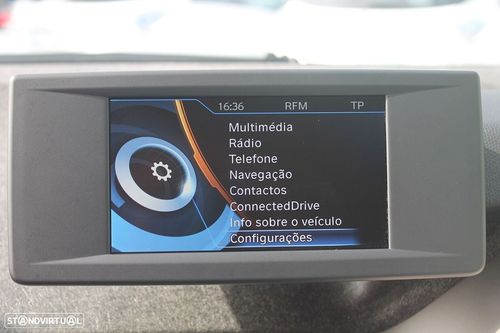 16:36 RFM TP
Multimédia
Rádio
Telefone
Navegação
Contactos
ConnectedDrive
Info sobre o veículo
Configurações
STANDVIRTUAL